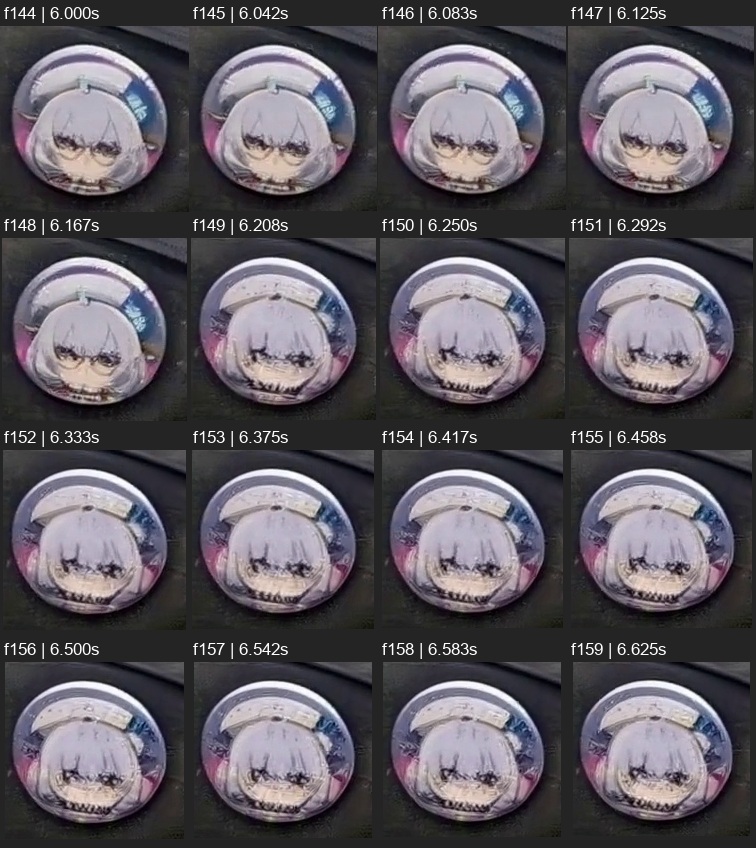 f144 | 6.000s
f145 | 6.042s
f146 | 6.083s
f147 | 6.125s
f148 | 6.167s
f149 | 6.208s
f150 | 6.250s
f151 | 6.292s
f152 | 6.333s
f153 | 6.375s
f154 | 6.417s
f155 | 6.458s
f156 | 6.500s
f157 | 6.542s
f158 | 6.583s
f159 | 6.625s